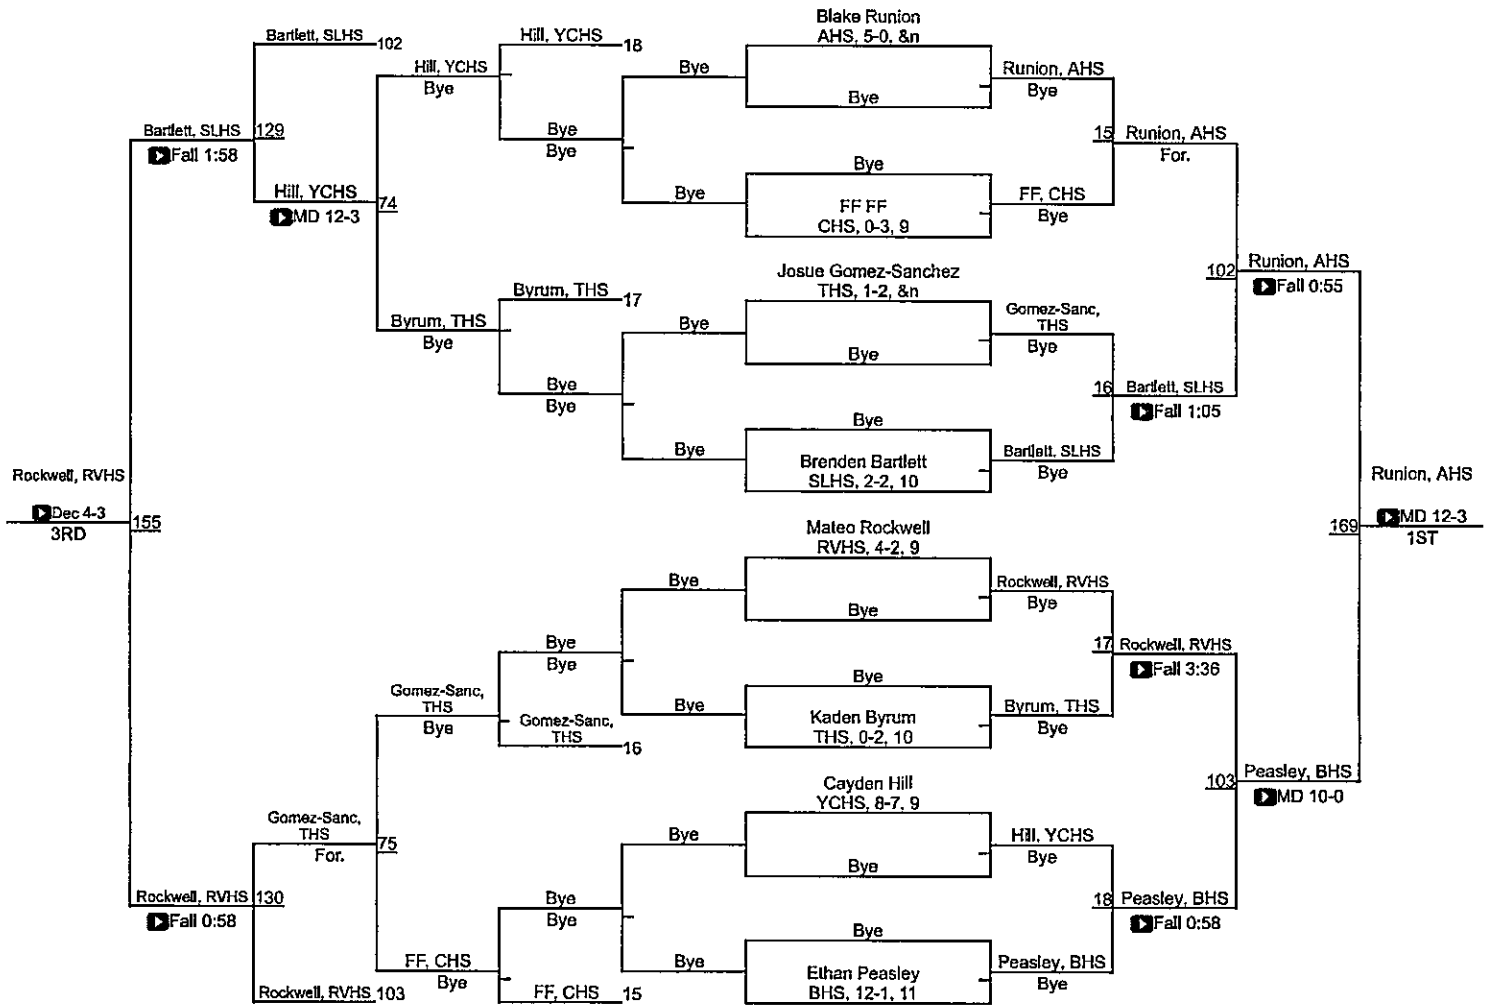 Blake Runion
AHS, 5-0, &n
Bartlett, SLHS
102
Hill, YCHS
18
Hill, YCHS
Bye
Bye
Bye
Runion, AHS
Bye
Bartlett, SLHS
129
Fall 1:58
Bye
Bye
15
Runion, AHS
For.
Hill, YCHS
74
MD 12-3
Bye
Bye
FF FF
CHS, 0-3, 9
FF, CHS
Bye
Josue Gomez-Sanchez
THS, 1-2, &n
102
Runion, AHS
Fall 0:55
Byrum, THS
17
Byrum, THS
Bye
Bye
Bye
Gomez-Sanc,
THS
Bye
Bye
Bye
16
Bartlett, SLHS
Fall 1:05
Bye
Bye
Brenden Bartlett
SLHS, 2-2, 10
Bartlett, SLHS
Bye
Rockwell, RVHS
Dec 4-3
3RD
155
Runion, AHS
169
MD 12-3
1ST
Mateo Rockwell
RVHS, 4-2, 9
Bye
Bye
Rockwell, RVHS
Bye
Bye
Bye
17
Rockwell, RVHS
Fall 3:36
Gomez-Sanc,
THS
Bye
Gomez-Sanc,
THS
16
Bye
Bye
Kaden Byrum
THS, 0-2, 10
Byrum, THS
Bye
Cayden Hill
YCHS, 8-7, 9
103
Peasley, BHS
MD 10-0
Gomez-Sanc,
THS
For.
75
Bye
Bye
Hill, YCHS
Bye
Rockwell, RVHS
130
Fall 0:58
Bye
Bye
18
Peasley, BHS
Fall 0:58
FF, CHS
Bye
Bye
Bye
Ethan Peasley
BHS, 12-1, 11
Peasley, BHS
Bye
Rockwell, RVHS
103
FF, CHS
15